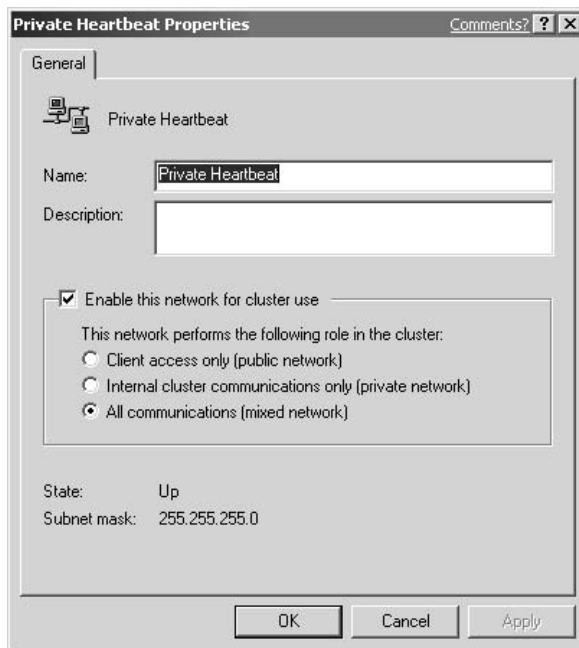 Private Heartbeat Properties Comments? ? X
General
Private Heartbeat
Name: Private Heartbeat
Description:
Enable this network for cluster use
This network performs the following role in the cluster:
Client access only (public network)
Internal cluster communications only (private network)
All communications (mixed network)
State: Up
Subnet mask: 255.255.255.0
OK Cancel Apply